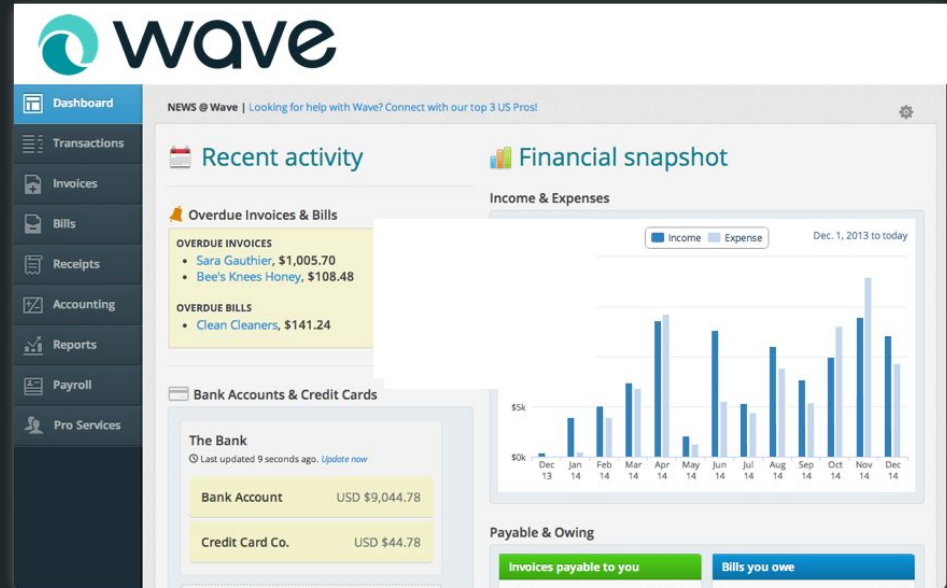 wave
Dashboard
Transactions
Invoices
Bills
Receipts
Accounting
Reports
Payroll
Pro Services
NEWS @ Wave | Looking for help with Wave? Connect with our top 3 US Pros!
Recent activity
Overdue Invoices & Bills
OVERDUE INVOICES
• Sara Gauthier, $1,005.70
• Bee's Knees Honey, $108.48
OVERDUE BILLS
• Clean Cleaners, $141.24
Bank Accounts & Credit Cards
The Bank
Last updated 9 seconds ago. Update now
Bank Account USD $9,044.78
Credit Card Co. USD $44.78
Financial snapshot
Income & Expenses
Income Expense Dec. 1, 2013 to today
$5k
$0k
Dec Jan Feb Mar Apr May Jun Jul Aug Sep Oct Nov Dec
13 14 14 14 14 14 14 14 14 14 14 14 14
Payable & Owing
Invoices payable to you Bills you owe